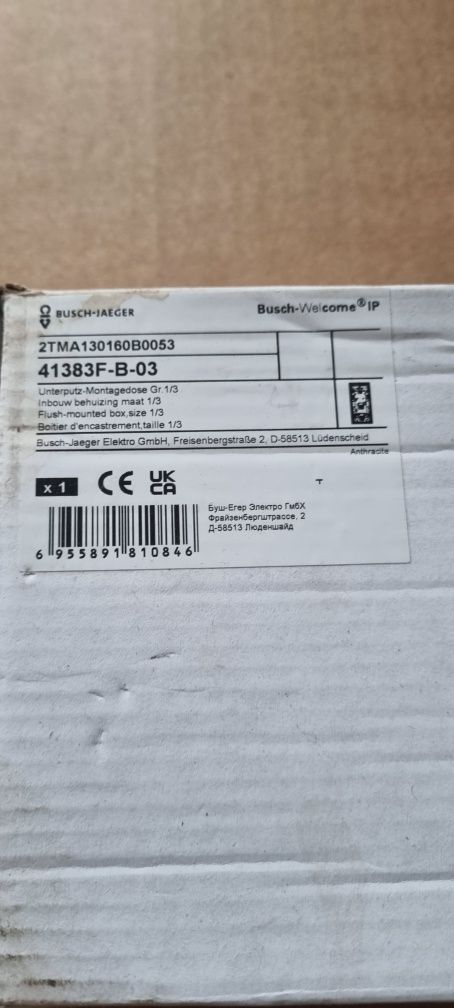 BUSCH-JAEGER
Busch-Welcome® IP
2TMA130160B0053
41383F-B-03
Unterputz-Montagedose Gr.1/3
Inbouw behuizing maat 1/3
Flush-mounted box,size 1/3
Boîtier d'encastrement,taille 1/3
Busch-Jaeger Elektro GmbH, Freisenbergstraße 2, D-58513 Lüdenscheid
Anthracite
x 1 CE UK CA T
Буш-Егер Электро ГмбХ
Фрайзенбергштрассе, 2
Д-58513 Люденшайд
6 955891 810846